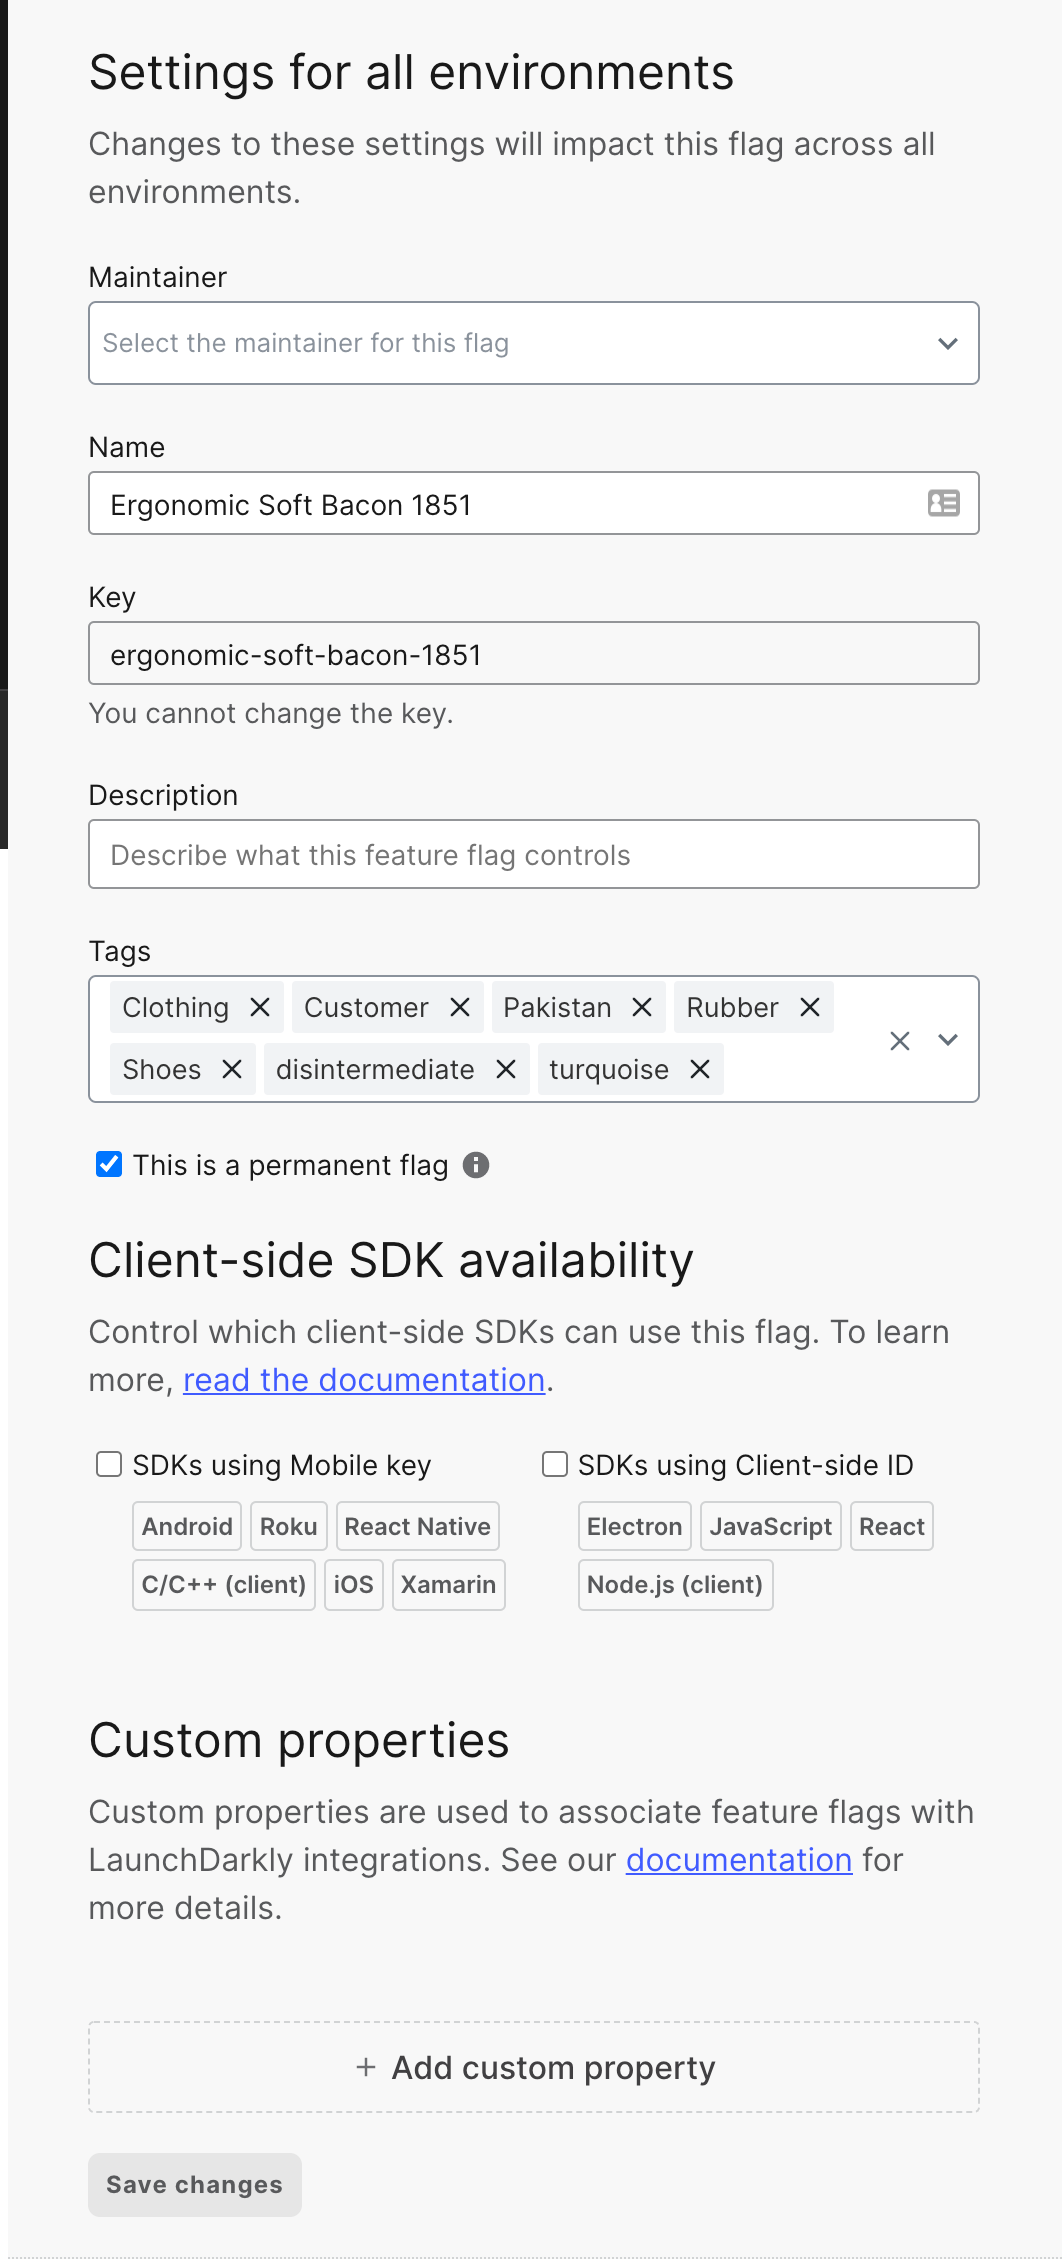 Settings for all environments
Changes to these settings will impact this flag across all
environments.
Maintainer
Select the maintainer for this flag
Name
Ergonomic Soft Bacon 1851
Key
ergonomic-soft-bacon-1851
You cannot change the key.
Description
Describe what this feature flag controls
Tags
Clothing Customer Pakistan Rubber
Shoes disintermediate turquoise
This is a permanent flag
Client-side SDK availability
Control which client-side SDKs can use this flag. To learn
more, read the documentation.
SDKs using Mobile key
Android Roku React Native
C/C++ (client) iOS Xamarin
SDKs using Client-side ID
Electron JavaScript React
Node.js (client)
Custom properties
Custom properties are used to associate feature flags with
LaunchDarkly integrations. See our documentation for
more details.
+ Add custom property
Save changes